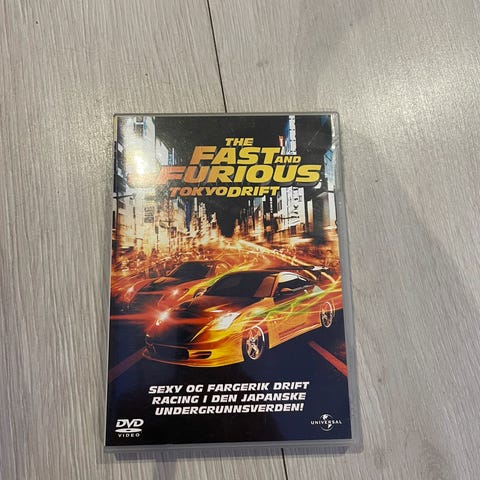 THE
FAST AND
FURIOUS
TOKYO DRIFT
SEXY OG FARGERIK DRIFT
RACING I DEN JAPANSKE
UNDERGRUNNSVERDEN!
DVD
VIDEO
UNIVERSAL